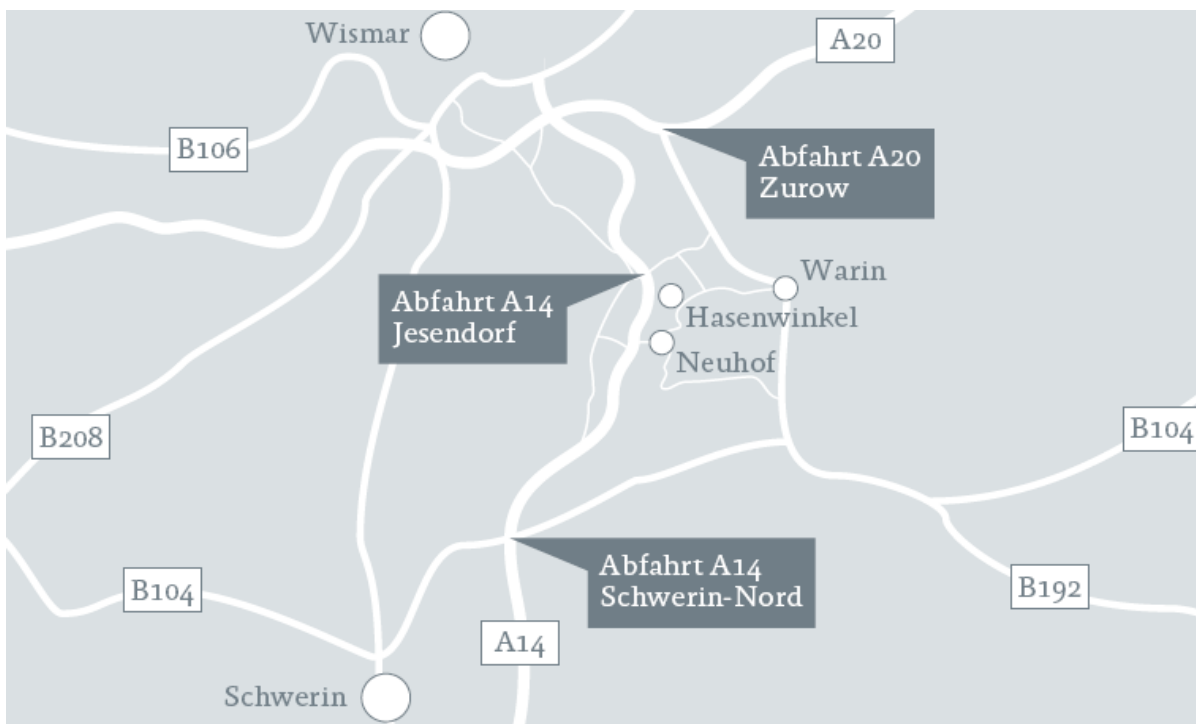 Wismar
A20
B106
Abfahrt A20
Zurow
Warin
Abfahrt A14
Jesendorf
Hasenwinkel
Neuhof
B208
B104
Abfahrt A14
Schwerin-Nord
B104
B192
A14
Schwerin